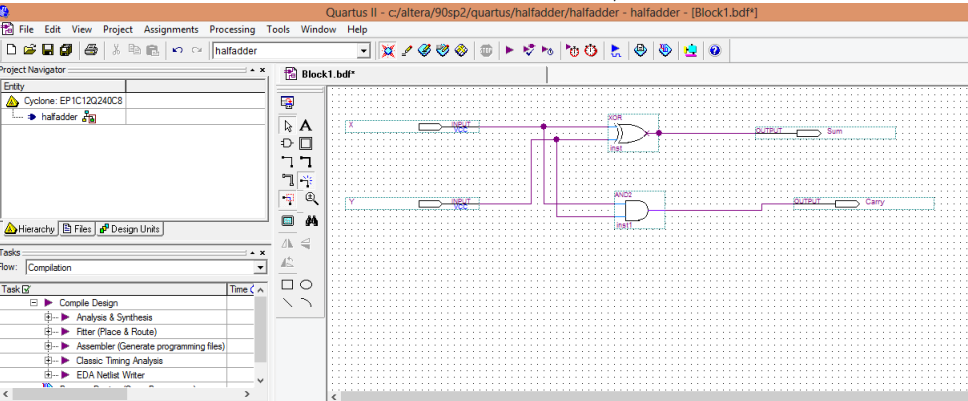 Quartus II - c:/altera/90sp2/quartus/halfadder/halfadder - halfadder - [Block1.bdf*]
File Edit View Project Assignments Processing Tools Window Help
halfadder
Project Navigator
Block1.bdf*
Entity
Cyclone: EP1C12Q240C8
halfadder
Hierarchy Files Design Units
Tasks
Flow: Compilation
Task Time
Compile Design
Analysis & Synthesis
Fitter (Place & Route)
Assembler (Generate programming files)
Classic Timing Analysis
EDA Netlist Writer
A
X INPUT
VCC
XOR
inst
OUTPUT Sum
Y INPUT
VCC
AND2
inst1
OUTPUT Carry